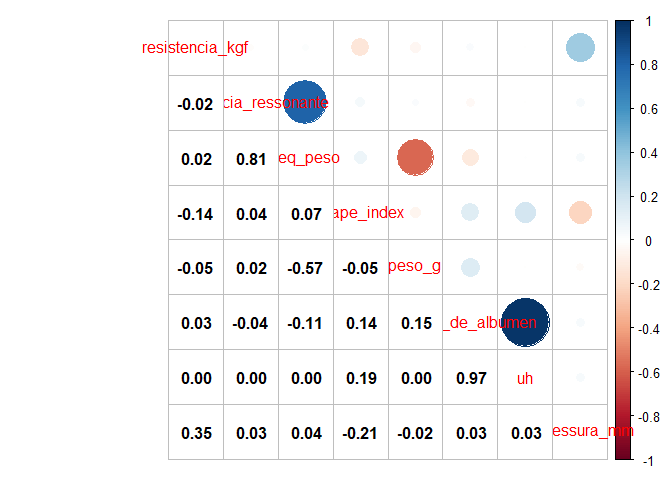 resistencia_kgf
-0.02 cia_ressonante
0.02 0.81 eq_peso
-0.14 0.04 0.07 ape_index
-0.05 0.02 -0.57 -0.05 peso_g
0.03 -0.04 -0.11 0.14 0.15 _de_albumen
0.00 0.00 0.00 0.19 0.00 0.97 uh
0.35 0.03 0.04 -0.21 -0.02 0.03 0.03 essura_mm
1
0.8
0.6
0.4
0.2
0
-0.2
-0.4
-0.6
-0.8
-1